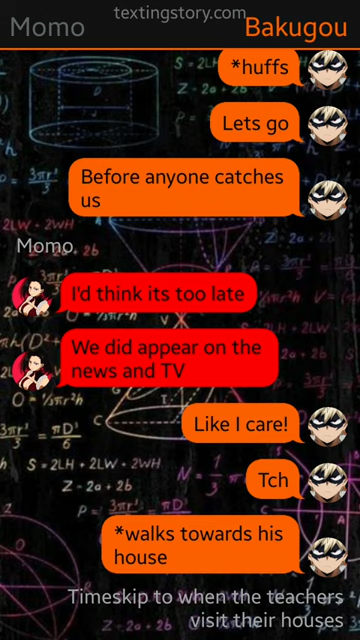 textingstory.com
Momo
Bakugou
*huffs
Lets go
Before anyone catches
us
Momo
I'd think its too late
We did appear on the
news and TV
Like I care!
Tch
*walks towards his
house
Timeskip to when the teachers
visit their houses